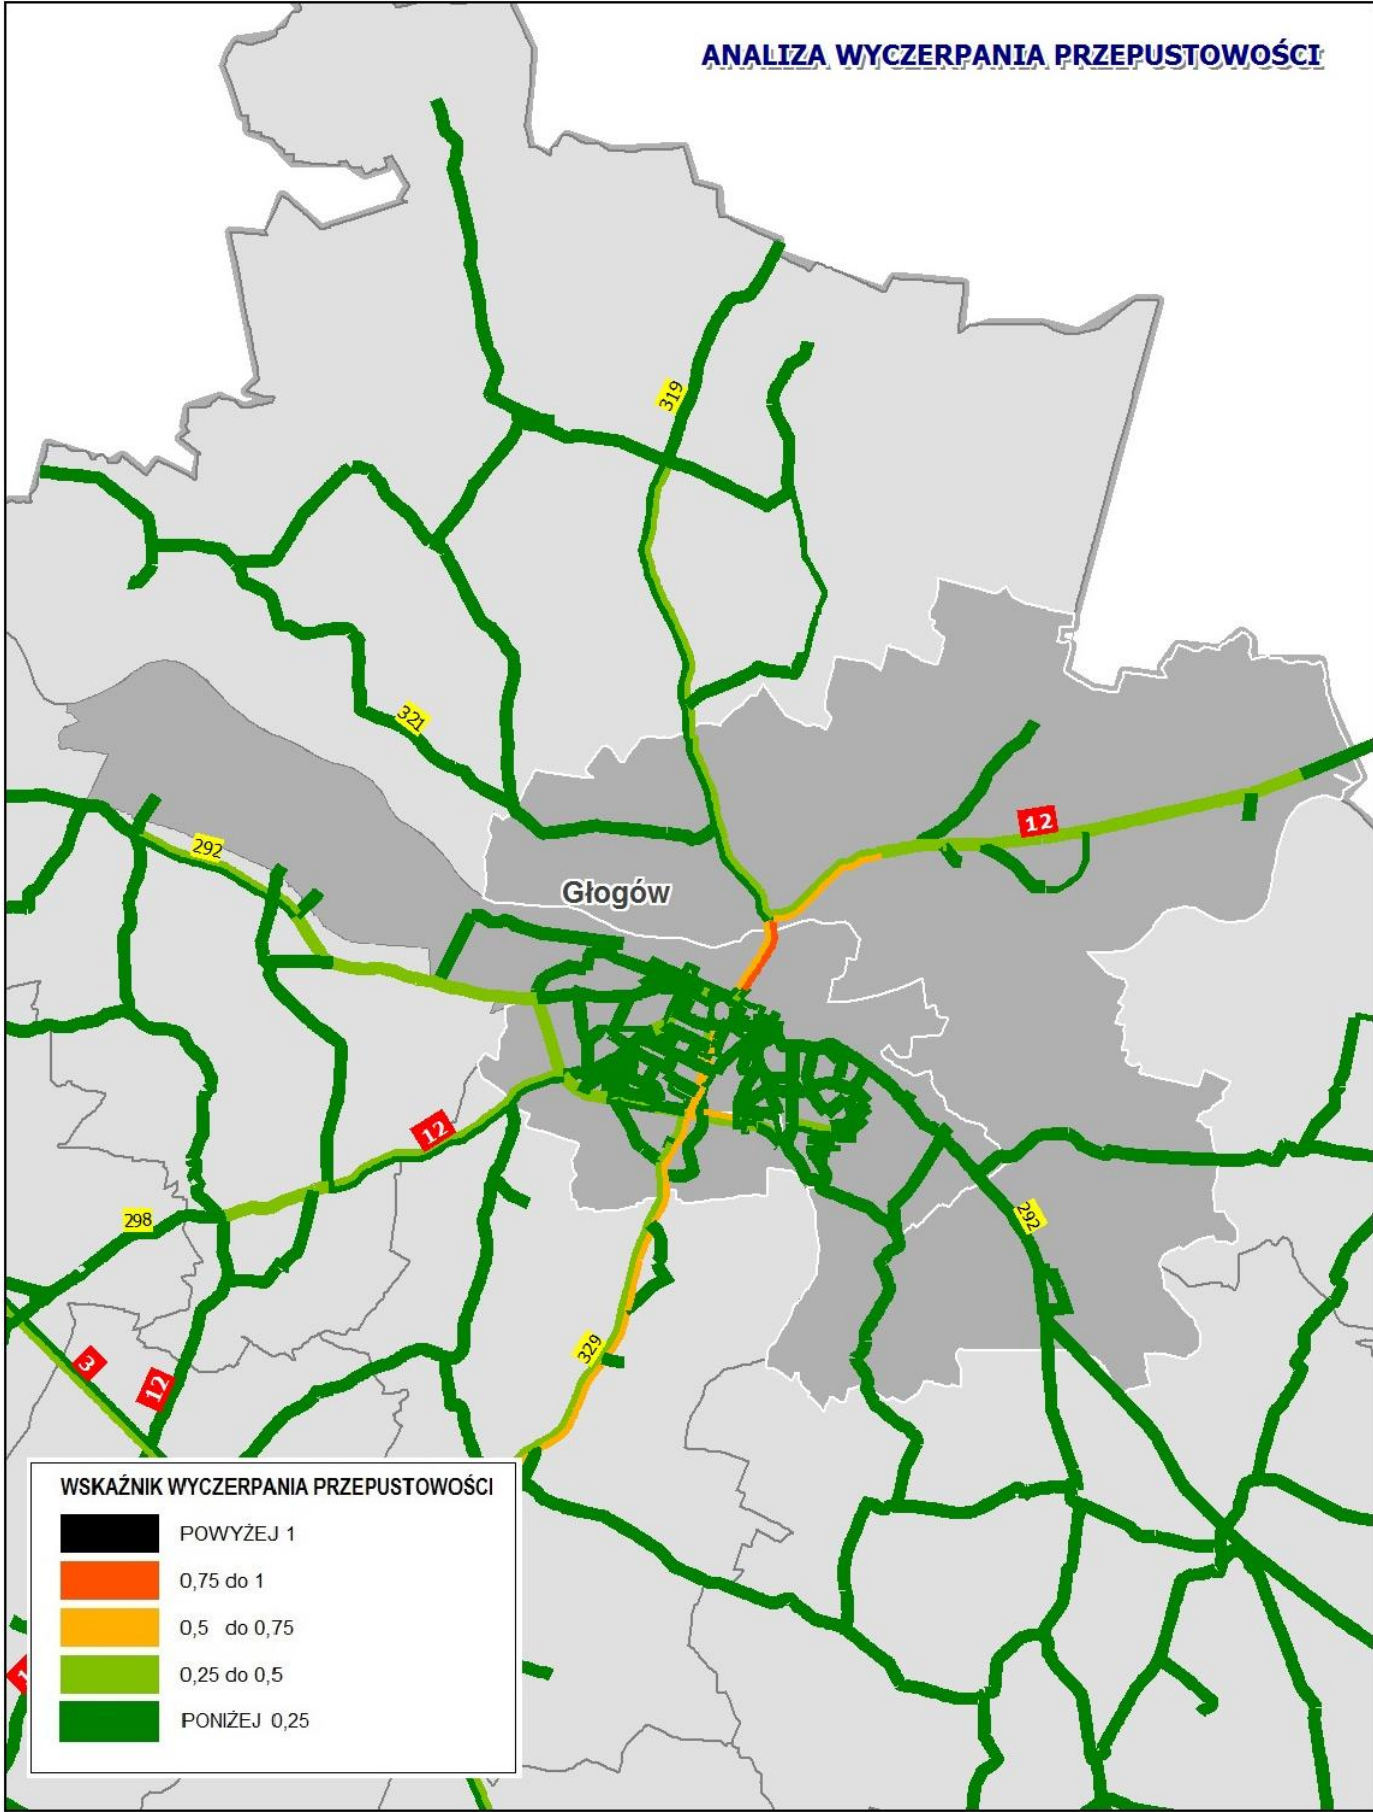 ANALIZA WYCZERPANIA PRZEPUSTOWOŚCI
319
321
12
292
Głogów
12
298
292
329
3
12
WSKAŹNIK WYCZERPANIA PRZEPUSTOWOŚCI
POWYŻEJ 1
0,75 do 1
0,5 do 0,75
0,25 do 0,5
PONIŻEJ 0,25